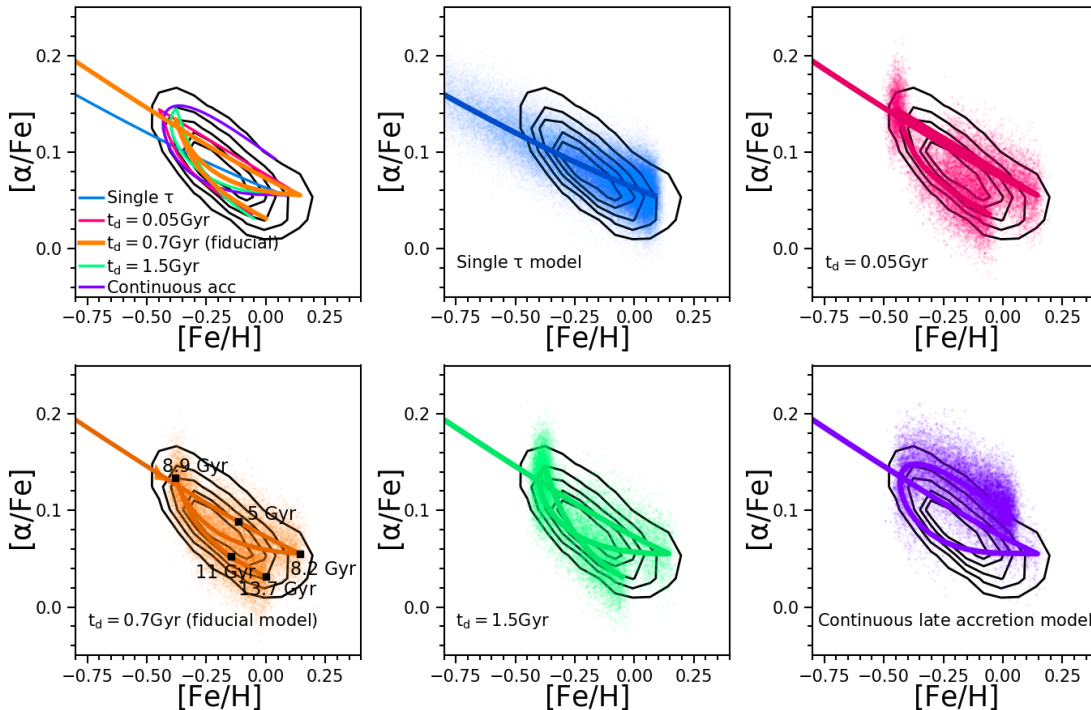 0.2
0.1
0.0
[α/Fe]
Single τ
t_d = 0.05Gyr
t_d = 0.7Gyr (fiducial)
t_d = 1.5Gyr
Continuous acc
−0.75 −0.50 −0.25 0.00 0.25
[Fe/H]
0.2
0.1
0.0
[α/Fe]
Single τ model
−0.75 −0.50 −0.25 0.00 0.25
[Fe/H]
0.2
0.1
0.0
[α/Fe]
t_d = 0.05Gyr
−0.75 −0.50 −0.25 0.00 0.25
[Fe/H]
0.2
0.1
0.0
[α/Fe]
8.9 Gyr
5 Gyr
8.2 Gyr
11 Gyr
13.7 Gyr
t_d = 0.7Gyr (fiducial model)
−0.75 −0.50 −0.25 0.00 0.25
[Fe/H]
0.2
0.1
0.0
[α/Fe]
t_d = 1.5Gyr
−0.75 −0.50 −0.25 0.00 0.25
[Fe/H]
0.2
0.1
0.0
[α/Fe]
Continuous late accretion model
−0.75 −0.50 −0.25 0.00 0.25
[Fe/H]